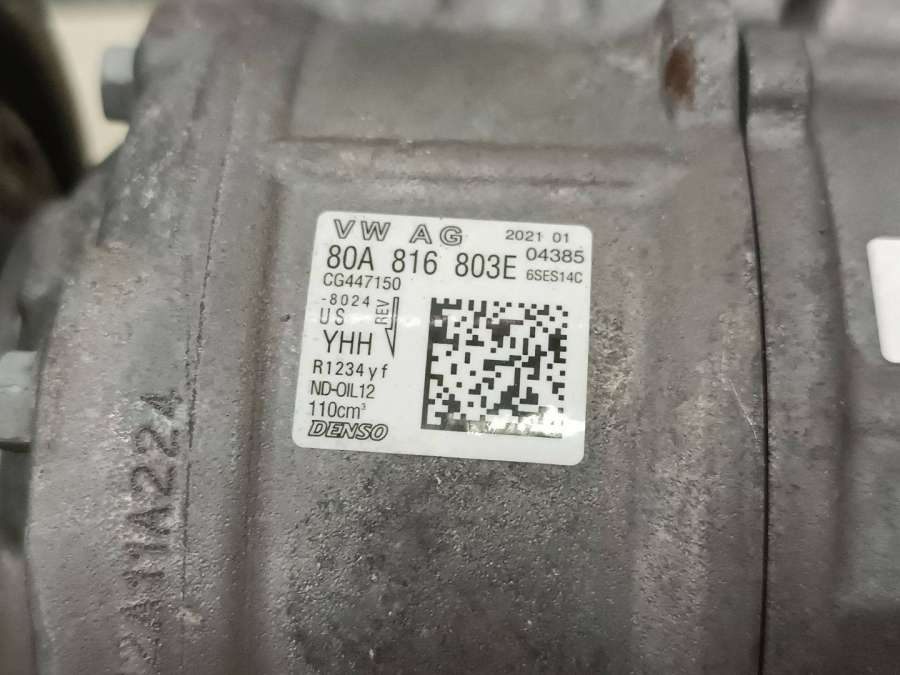 VW AG 2021 01
80A 816 803E 04385
CG447150 6SES14C
-8024
US REV
YHH
R1234yf
ND-OIL12
110cm³
DENSO
11A224